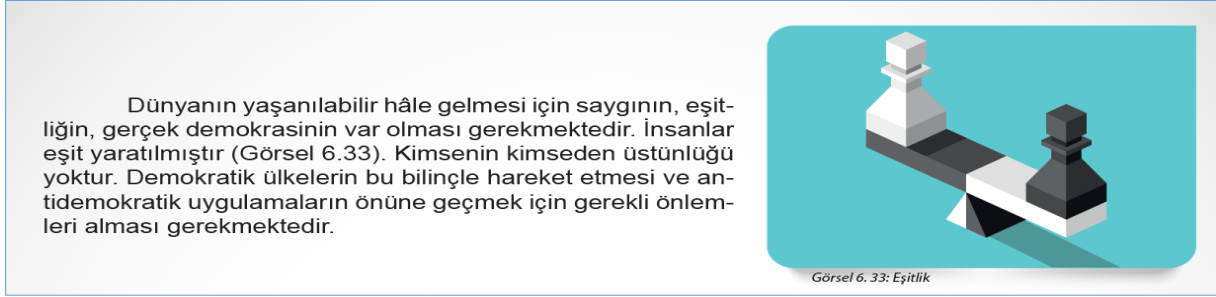 Dünyanın yaşanılabilir hâle gelmesi için saygının, eşit-
liğin, gerçek demokrasinin var olması gerekmektedir. İnsanlar
eşit yaratılmıştır (Görsel 6.33). Kimsenin kimseden üstünlüğü
yoktur. Demokratik ülkelerin bu bilinçle hareket etmesi ve an-
tidemokratik uygulamaların önüne geçmek için gerekli önlem-
leri alması gerekmektedir.
Görsel 6. 33: Eşitlik